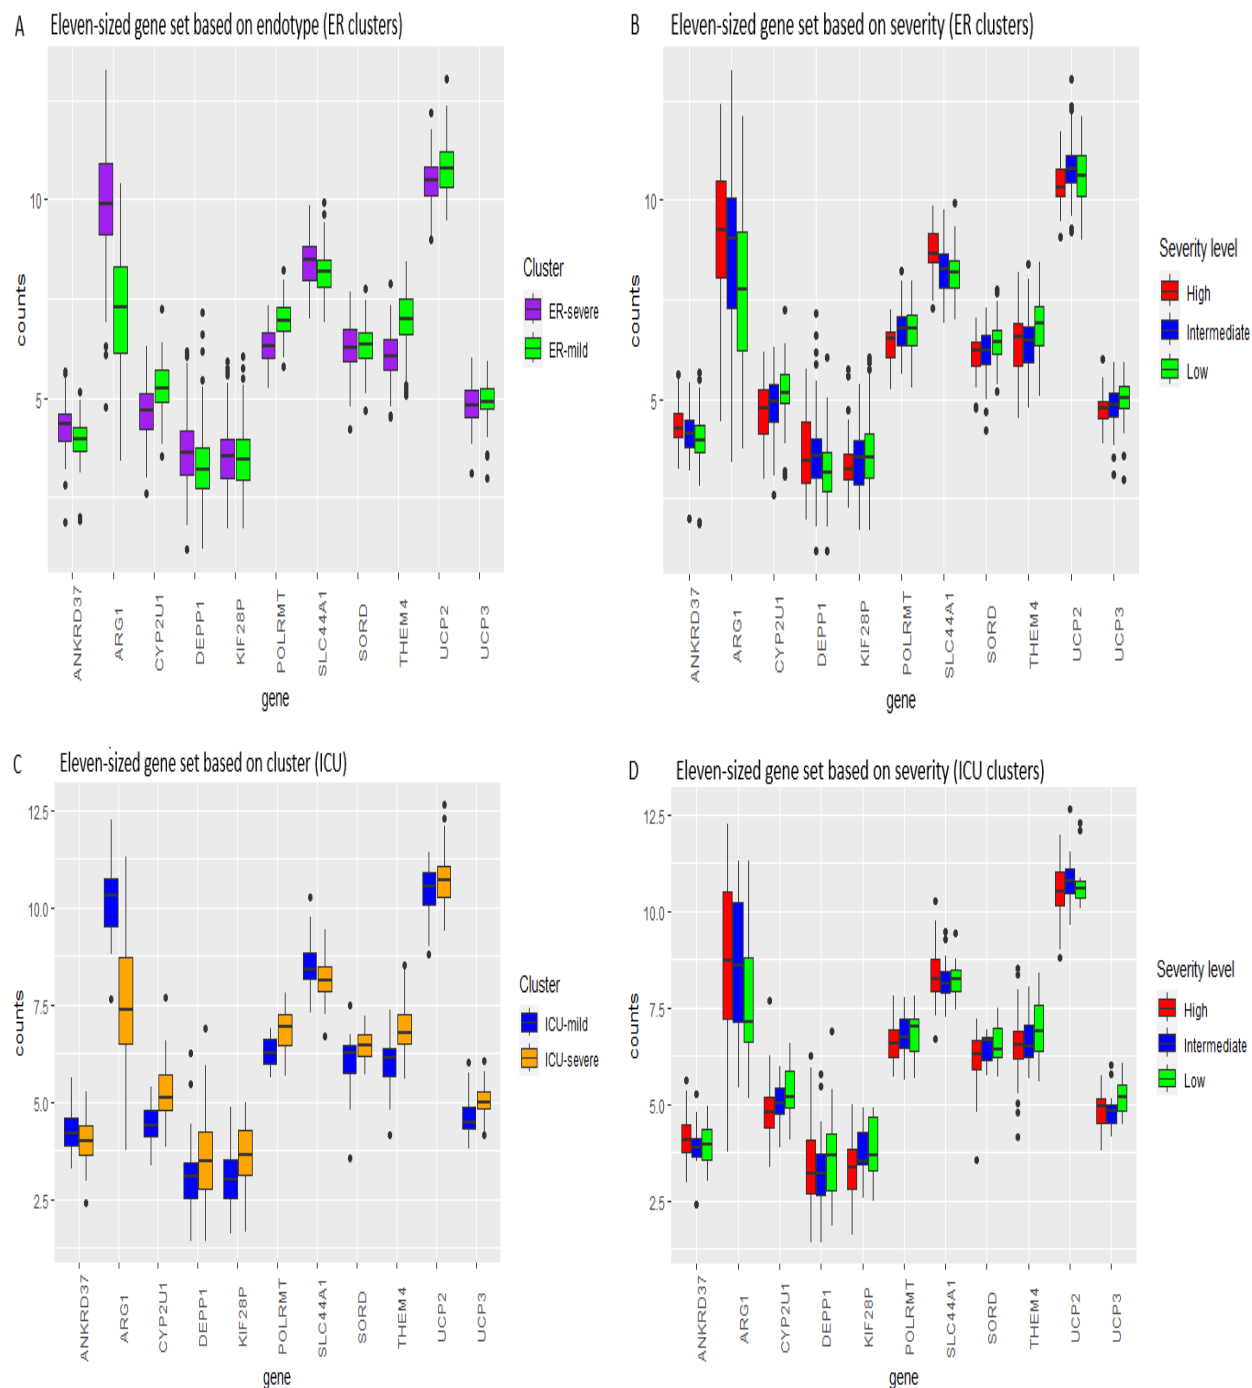 A Eleven-sized gene set based on endotype (ER clusters)
counts
10
5
ANKRD37
ARG1
CYP2U1
DEPP1
KIF28P
POLRMT
SLC44A1
SORD
THEM4
UCP2
UCP3
gene
Cluster
ER-severe
ER-mild
B Eleven-sized gene set based on severity (ER clusters)
counts
10
5
ANKRD37
ARG1
CYP2U1
DEPP1
KIF28P
POLRMT
SLC44A1
SORD
THEM4
UCP2
UCP3
gene
Severity level
High
Intermediate
Low
C Eleven-sized gene set based on cluster (ICU)
counts
12.5
10.0
7.5
5.0
2.5
ANKRD37
ARG1
CYP2U1
DEPP1
KIF28P
POLRMT
SLC44A1
SORD
THEM4
UCP2
UCP3
gene
Cluster
ICU-mild
ICU-severe
D Eleven-sized gene set based on severity (ICU clusters)
counts
12.5
10.0
7.5
5.0
2.5
ANKRD37
ARG1
CYP2U1
DEPP1
KIF28P
POLRMT
SLC44A1
SORD
THEM4
UCP2
UCP3
gene
Severity level
High
Intermediate
Low